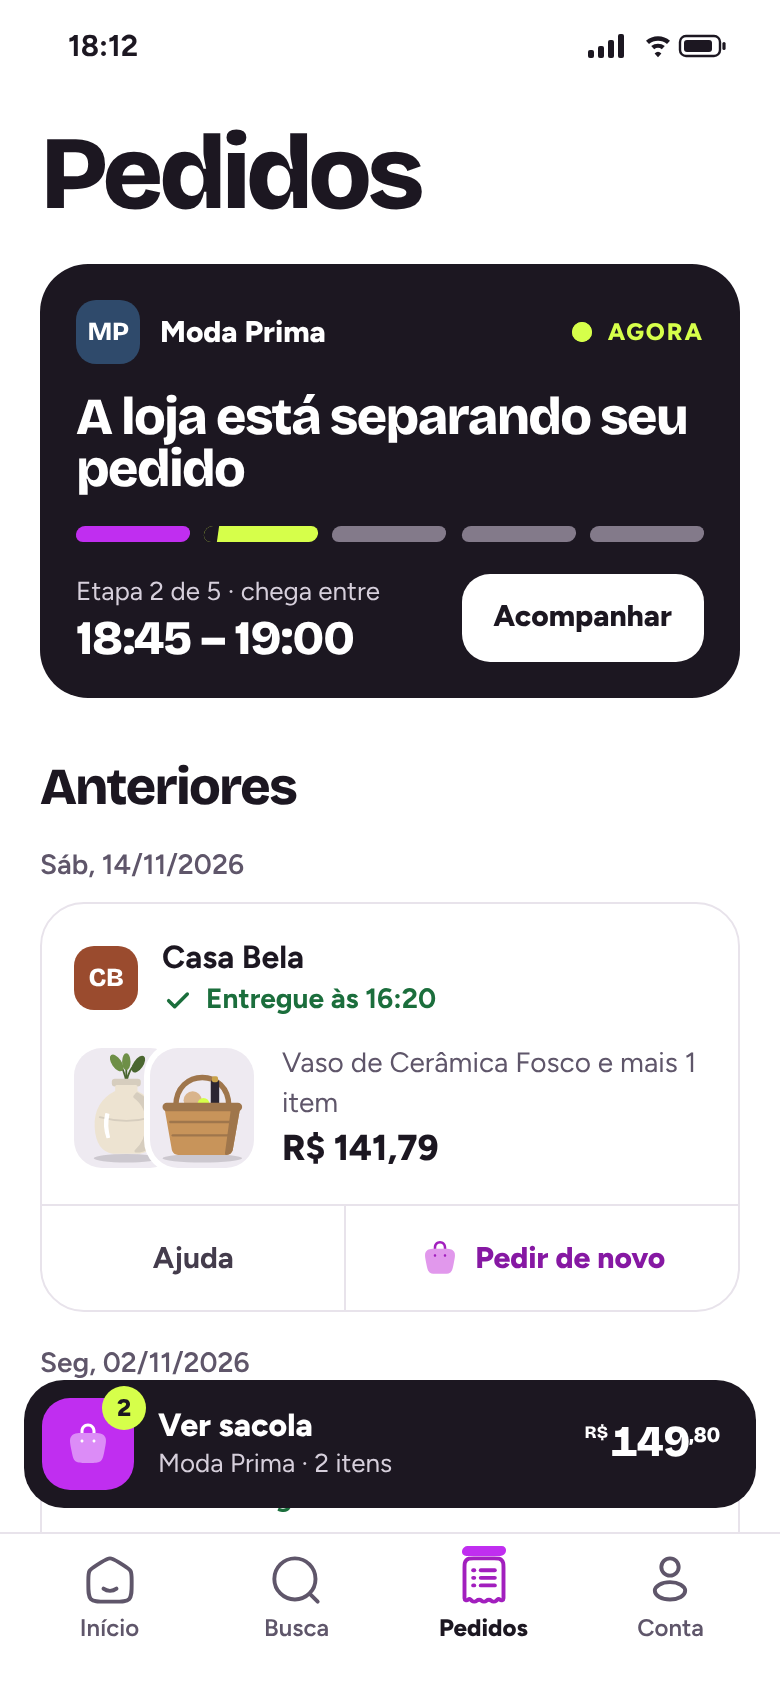 18:12
Pedidos
MP
Moda Prima
AGORA
A loja está separando seu
pedido
Etapa 2 de 5 · chega entre
18:45 – 19:00
Acompanhar
Anteriores
Sáb, 14/11/2026
CB
Casa Bela
Entregue às 16:20
Vaso de Cerâmica Fosco e mais 1
item
R$ 141,79
Ajuda
Pedir de novo
Seg, 02/11/2026
2
Ver sacola
Moda Prima · 2 itens
R$ 149,80
Início
Busca
Pedidos
Conta